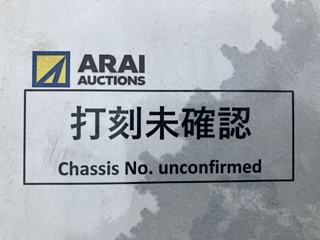 ARAI
AUCTIONS
打刻未確認
Chassis No. unconfirmed